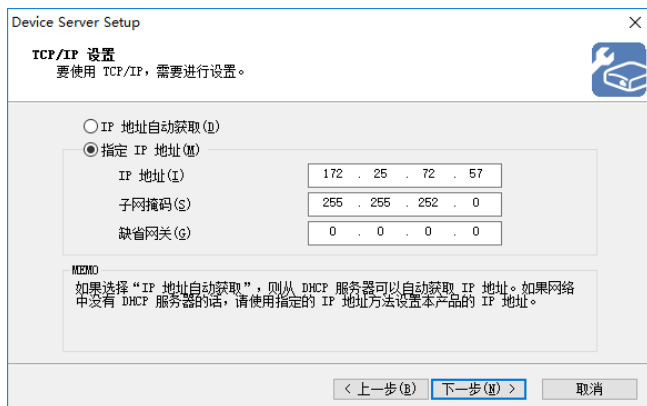 Device Server Setup
TCP/IP 设置
要使用 TCP/IP，需要进行设置。
IP 地址自动获取(D)
指定 IP 地址(M)
IP 地址(I) 172 . 25 . 72 . 57
子网掩码(S) 255 . 255 . 252 . 0
缺省网关(G) 0 . 0 . 0 . 0
MEMO
如果选择“IP 地址自动获取”，则从 DHCP 服务器可以自动获取 IP 地址。如果网络
中没有 DHCP 服务器的话，请使用指定的 IP 地址方法设置本产品的 IP 地址。
< 上一步(B) 下一步(N) > 取消